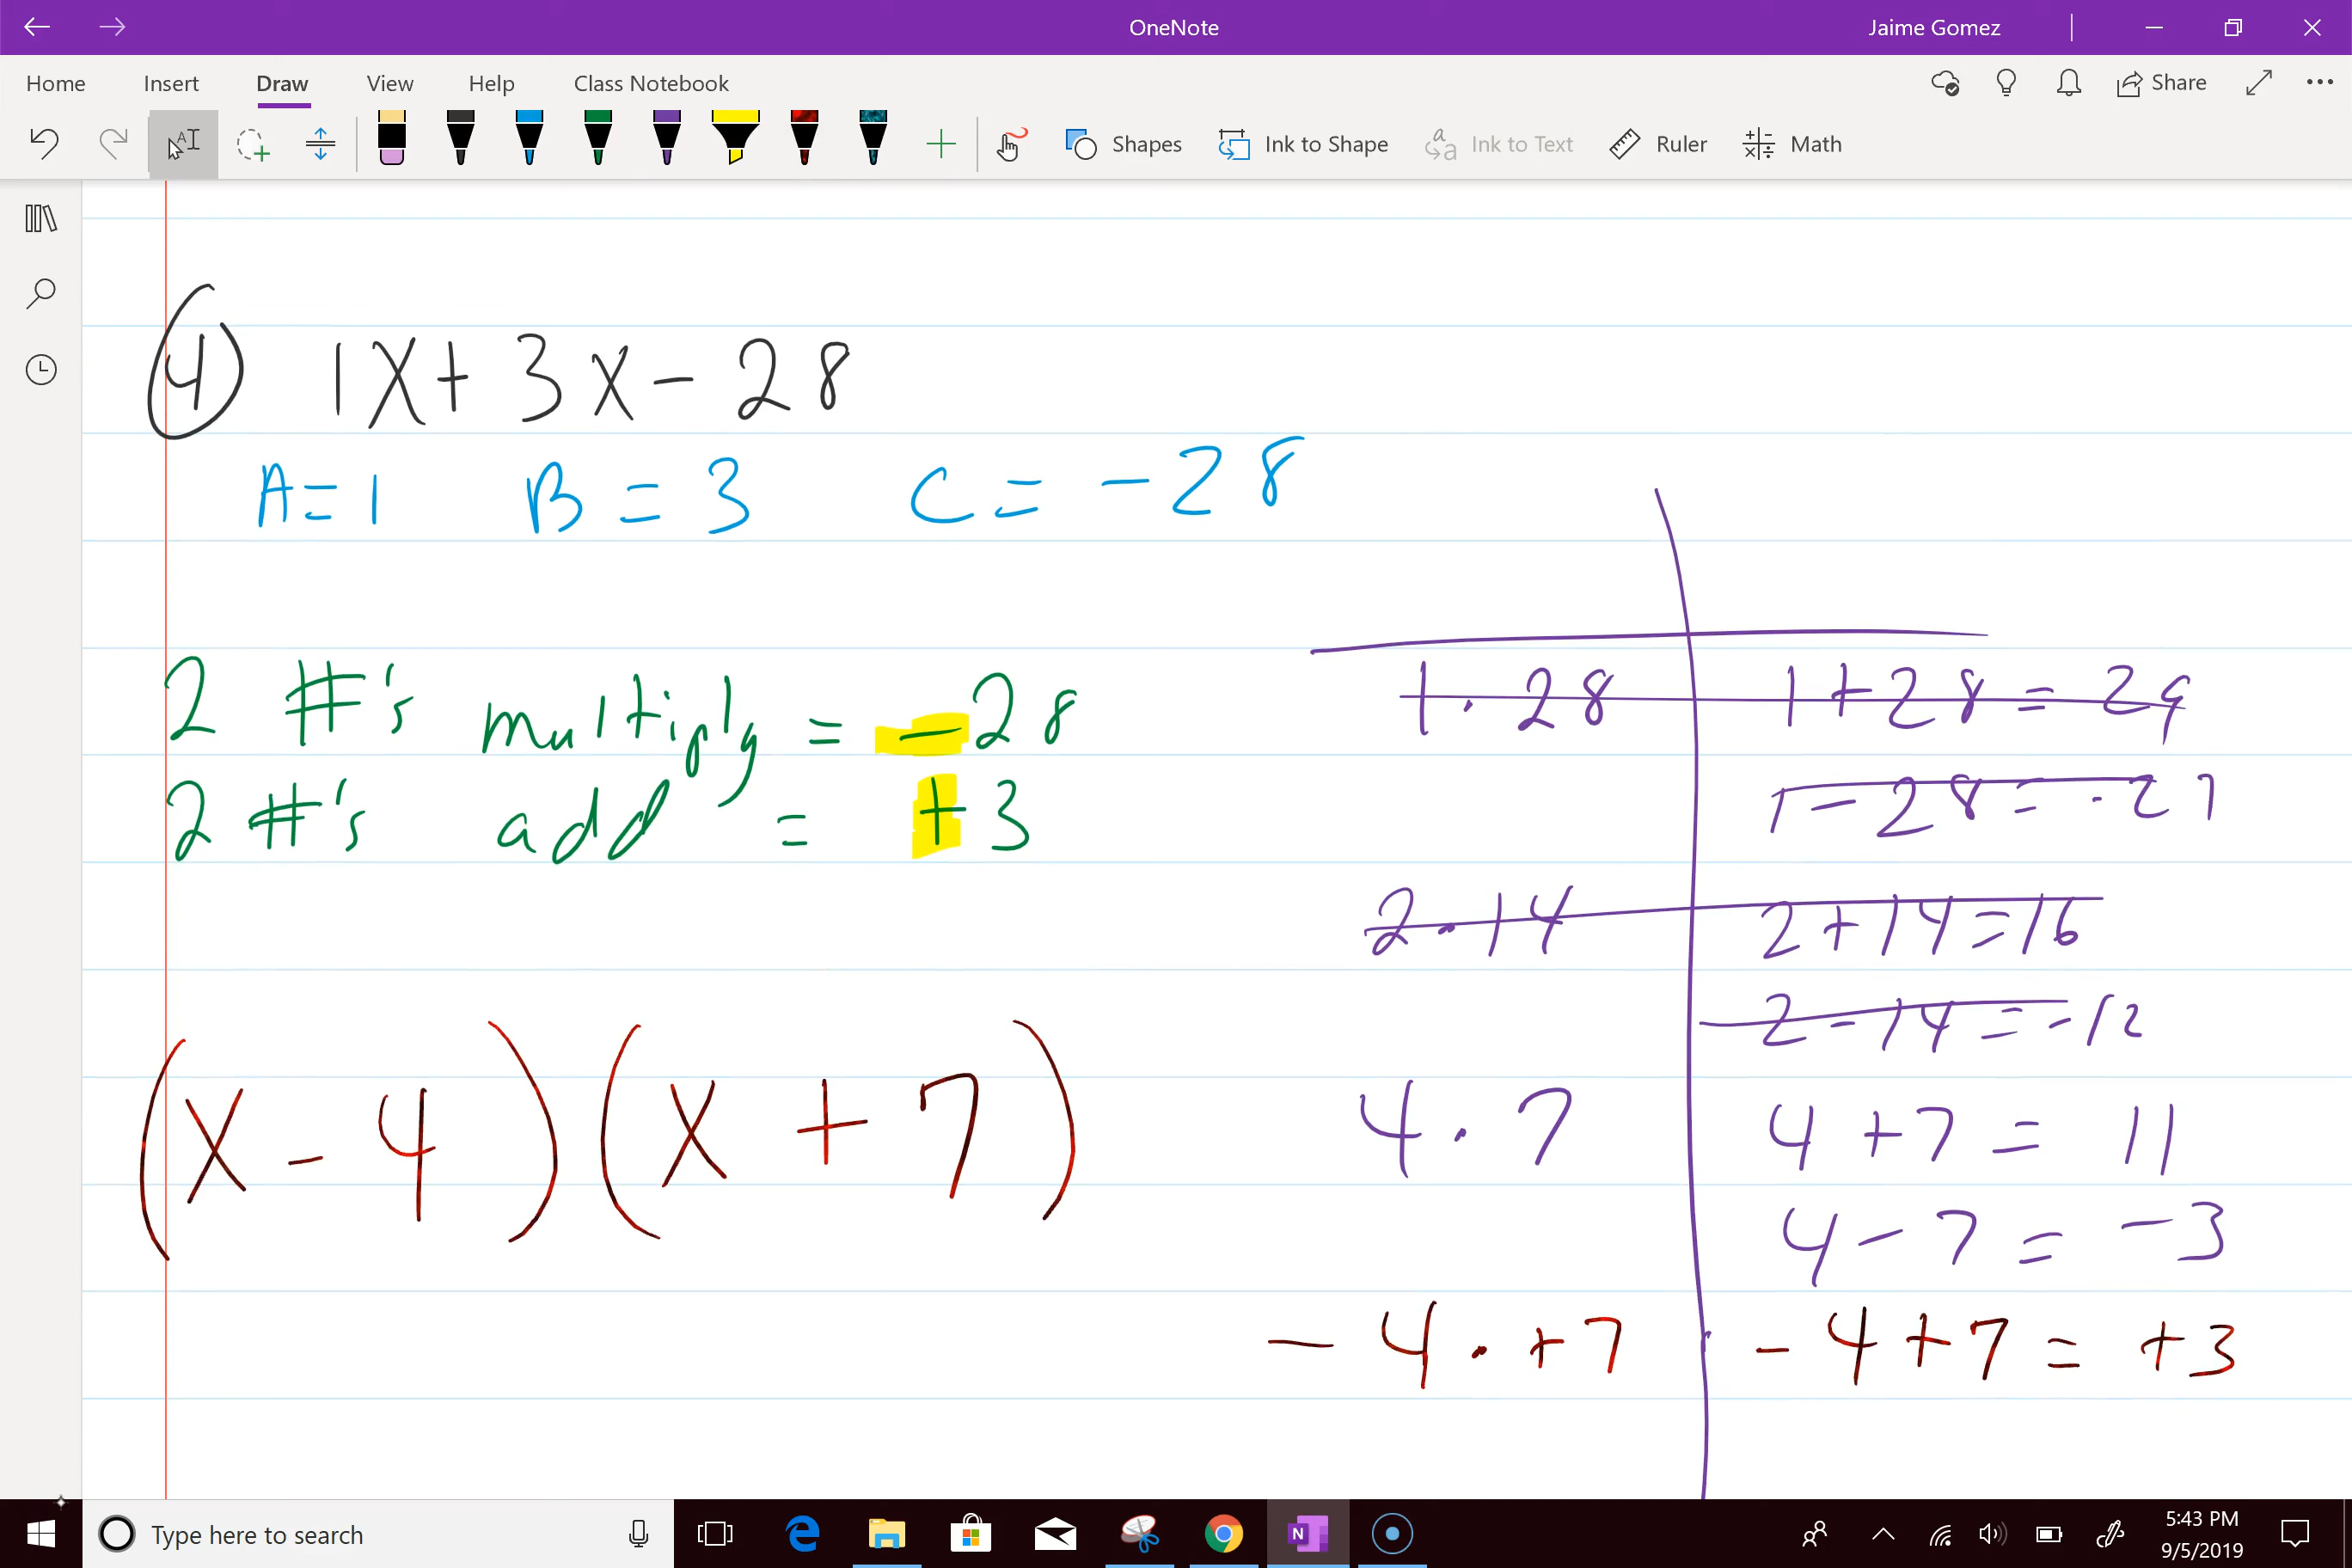 OneNote
Jaime Gomez
Home Insert Draw View Help Class Notebook Share
Shapes Ink to Shape Ink to Text Ruler Math
4 1X+3x-28
A=1 B=3 C=-28
2 #'s multiply = -28
2 #'s add = +3
(x-4)(x+7)
1·28 1+28=29
1-28=-27
2·14 2+14=16
2-14=-12
4·7 4+7=11
4-7=-3
-4·+7 -4+7=+3
Type here to search
5:43 PM
9/5/2019